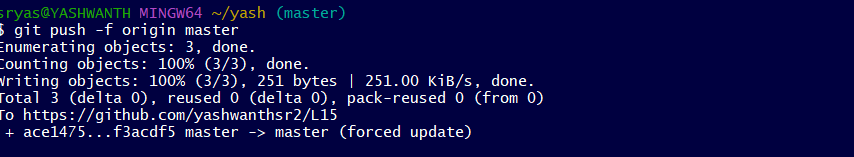 sryas@YASHWANTH MINGW64 ~/yash (master)
$ git push -f origin master
Enumerating objects: 3, done.
Counting objects: 100% (3/3), done.
Writing objects: 100% (3/3), 251 bytes | 251.00 KiB/s, done.
Total 3 (delta 0), reused 0 (delta 0), pack-reused 0 (from 0)
To https://github.com/yashwanthsr2/L15
 + ace1475...f3acdf5 master -> master (forced update)